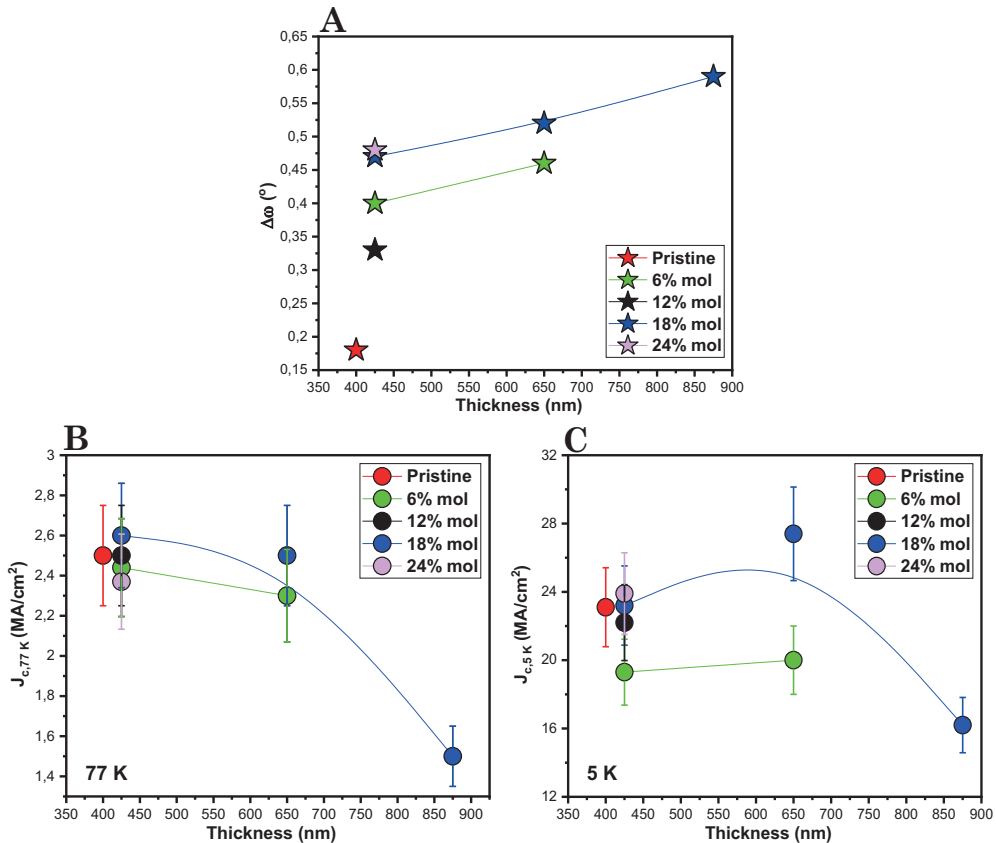 A
0,65
0,6
0,55
0,5
0,45
0,4
0,35
0,3
0,25
0,2
0,15
Δω (º)
350 400 450 500 550 600 650 700 750 800 850 900
Thickness (nm)
Pristine
6% mol
12% mol
18% mol
24% mol
B
3
2,8
2,6
2,4
2,2
2
1,8
1,6
1,4
J_{c,77 K} (MA/cm²)
350 400 450 500 550 600 650 700 750 800 850 900
Thickness (nm)
Pristine
6% mol
12% mol
18% mol
24% mol
77 K
C
32
28
24
20
16
12
J_{c,5 K} (MA/cm²)
350 400 450 500 550 600 650 700 750 800 850 900
Thickness (nm)
Pristine
6% mol
12% mol
18% mol
24% mol
5 K